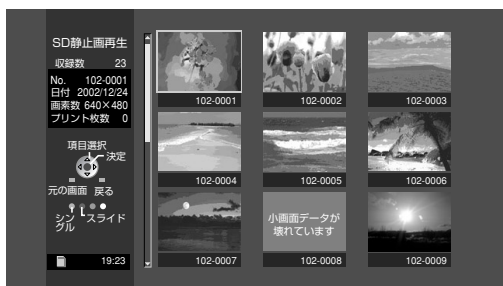 SD静止画再生
収録数 23
No. 102-0001
日付 2002/12/24
画素数 640×480
プリント枚数 0
項目選択
決定
元の画面 戻る
シングル
スライド
19:23
102-0001
102-0002
102-0003
102-0004
102-0005
102-0006
小画面データが
壊れています
102-0007
102-0008
102-0009